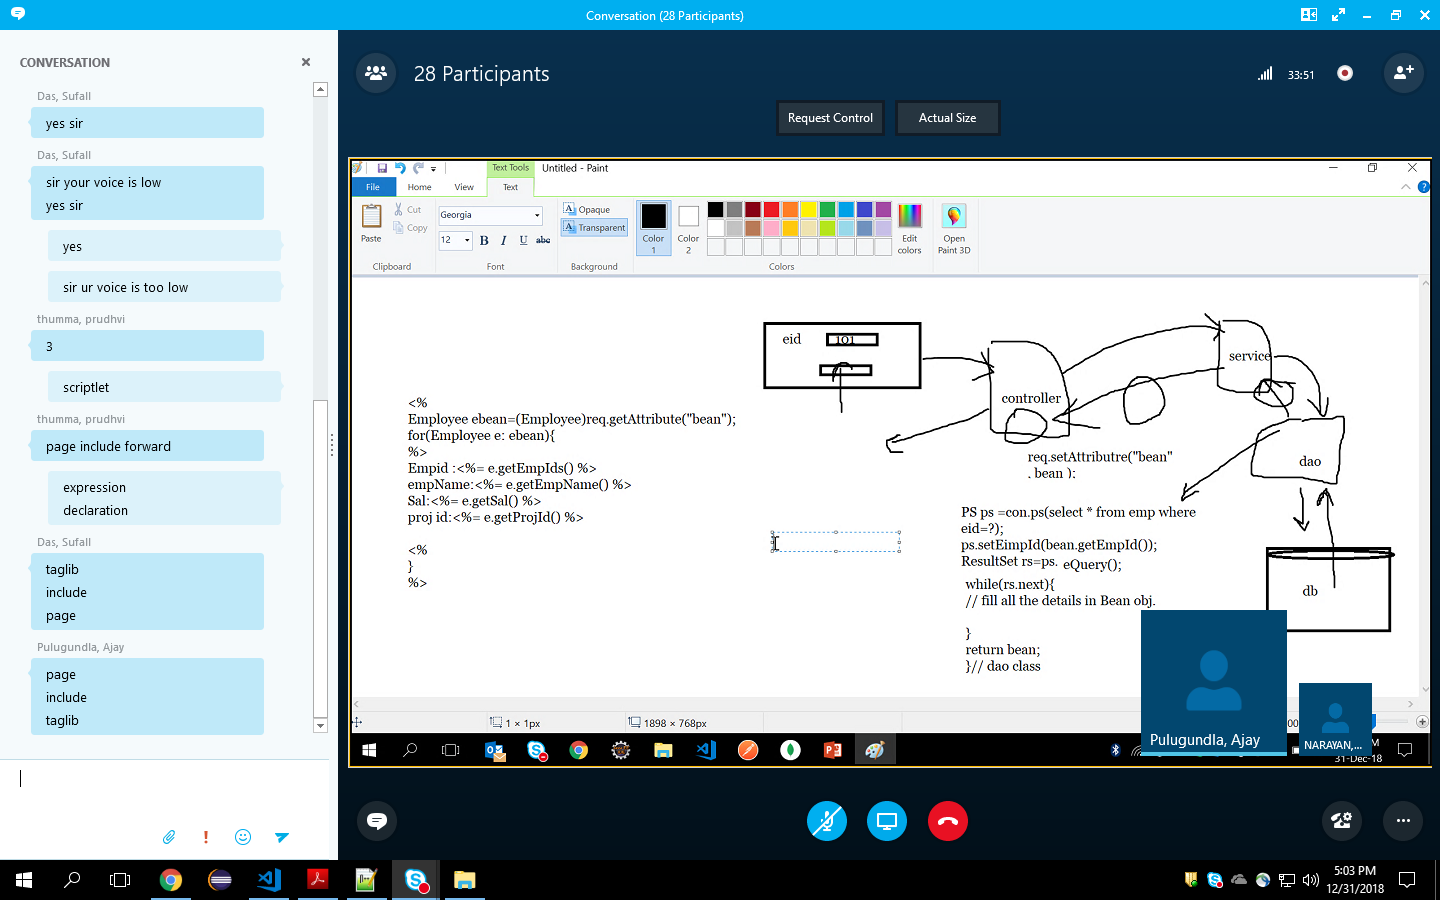 Conversation (28 Participants)
CONVERSATION
Das, Sufall
yes sir
Das, Sufall
sir your voice is low
yes sir
yes
sir ur voice is too low
thumma, prudhvi
3
scriptlet
thumma, prudhvi
page include forward
expression
declaration
Das, Sufall
taglib
include
page
Pulugundla, Ajay
page
include
taglib
28 Participants
33:51
Request Control
Actual Size
Text Tools
Untitled - Paint
File
Home
View
Text
Paste
Cut
Copy
Clipboard
Georgia
12
B I U abc
Font
Opaque
Transparent
Background
Color
1
Color
2
Colors
Edit
colors
Open
Paint 3D
eid
101
controller
service
dao
db
<%
Employee ebean=(Employee)req.getAttribute("bean");
for(Employee e: ebean){
%>
Empid :<%= e.getEmpIds() %>
empName:<%= e.getEmpName() %>
Sal:<%= e.getSal() %>
proj id:<%= e.getProjId() %>
<%
}
%>
req.setAttributre("bean"
, bean );
PS ps =con.ps(select * from emp where
eid=?);
ps.setEimpId(bean.getEmpId());
ResultSet rs=ps. eQuery();
while(rs.next){
// fill all the details in Bean obj.
}
return bean;
}// dao class
1 × 1px
1898 × 768px
Pulugundla, Ajay
NARAYAN,...
31-Dec-18
5:03 PM
12/31/2018